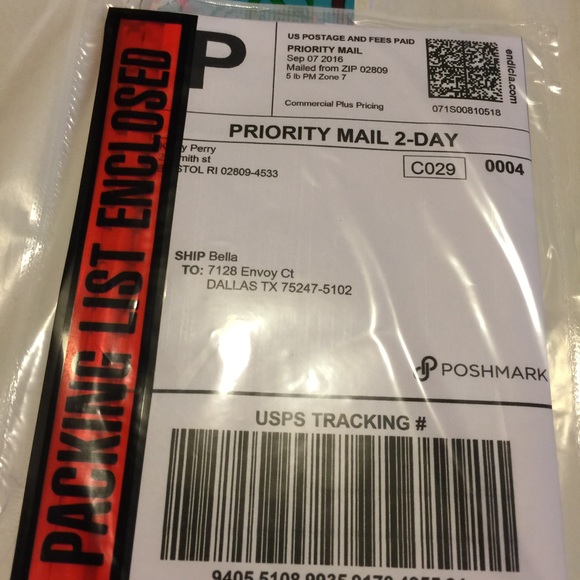 PACKING LIST ENCLOSED
P
US POSTAGE AND FEES PAID
PRIORITY MAIL
Sep 07 2016
Mailed from ZIP 02809
5 lb PM Zone 7
Commercial Plus Pricing
071S00810518
endicia.com
PRIORITY MAIL 2-DAY
y Perry
mith st
STOL RI 02809-4533
C029
0004
SHIP Bella
TO: 7128 Envoy Ct
DALLAS TX 75247-5102
POSHMARK
USPS TRACKING #